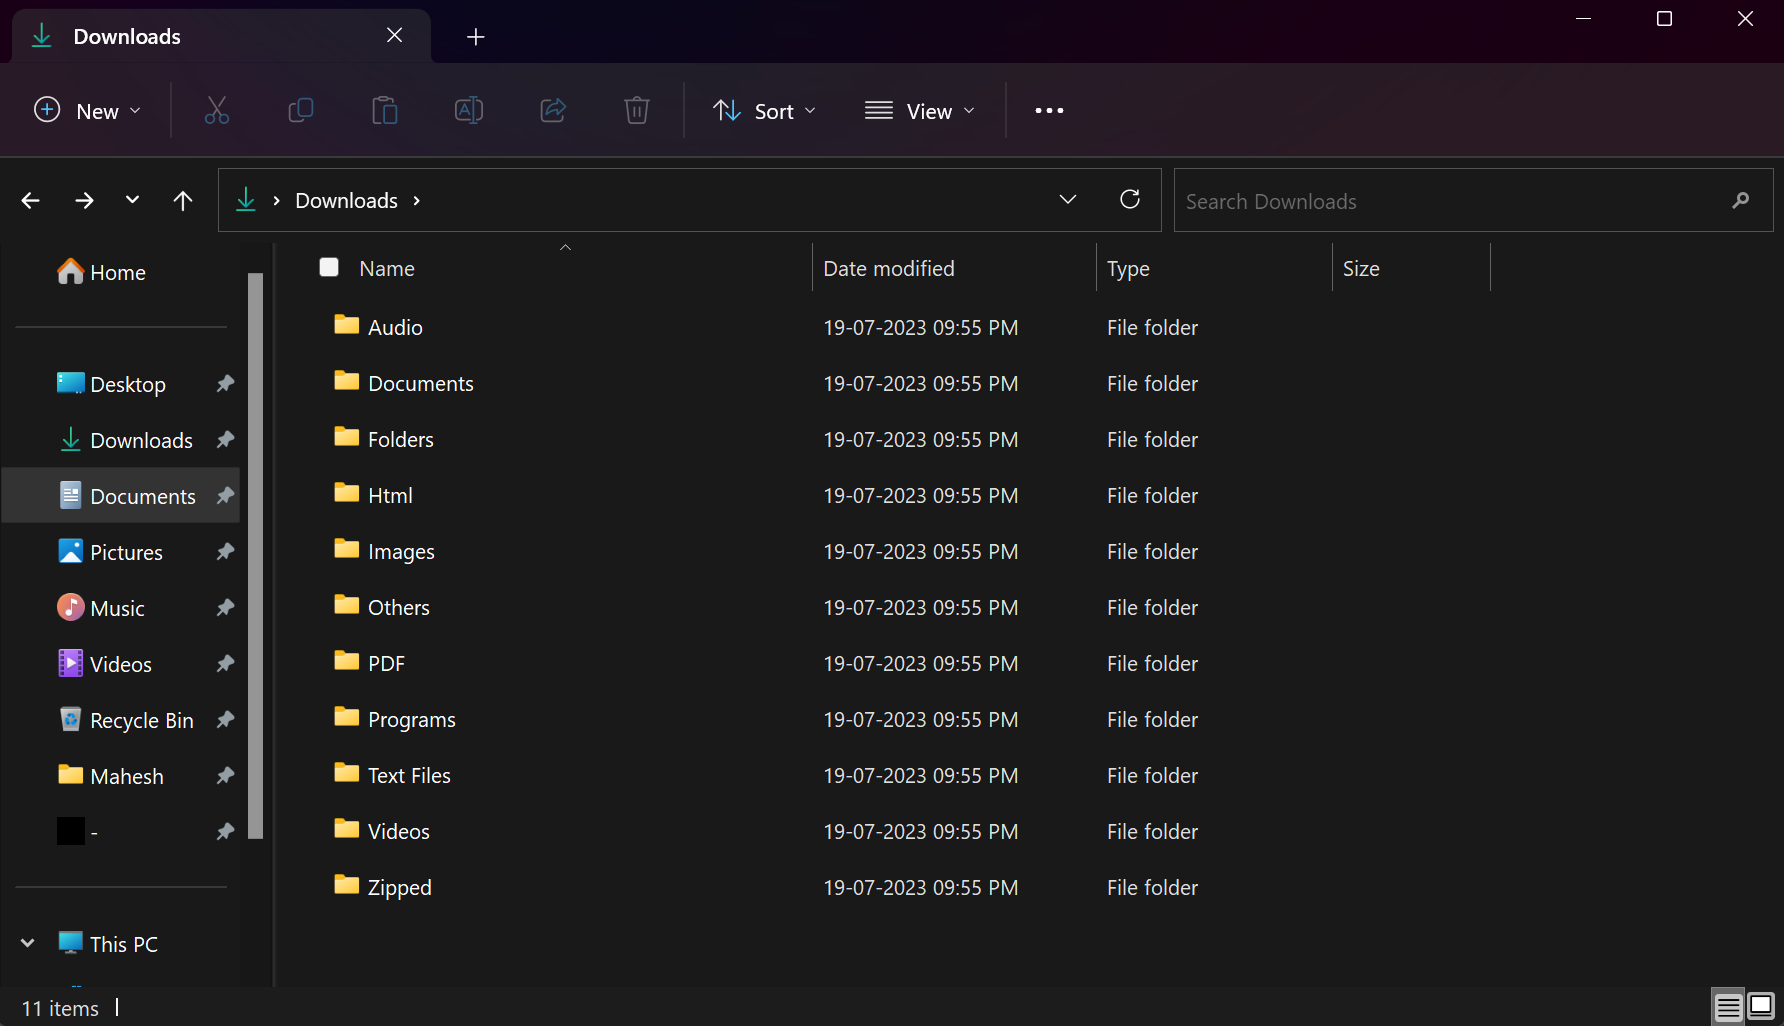 Downloads
New Sort View
Downloads Search Downloads
Name Date modified Type Size
Home
Desktop
Downloads
Documents
Pictures
Music
Videos
Recycle Bin
Mahesh
-
This PC
Audio 19-07-2023 09:55 PM File folder
Documents 19-07-2023 09:55 PM File folder
Folders 19-07-2023 09:55 PM File folder
Html 19-07-2023 09:55 PM File folder
Images 19-07-2023 09:55 PM File folder
Others 19-07-2023 09:55 PM File folder
PDF 19-07-2023 09:55 PM File folder
Programs 19-07-2023 09:55 PM File folder
Text Files 19-07-2023 09:55 PM File folder
Videos 19-07-2023 09:55 PM File folder
Zipped 19-07-2023 09:55 PM File folder
11 items